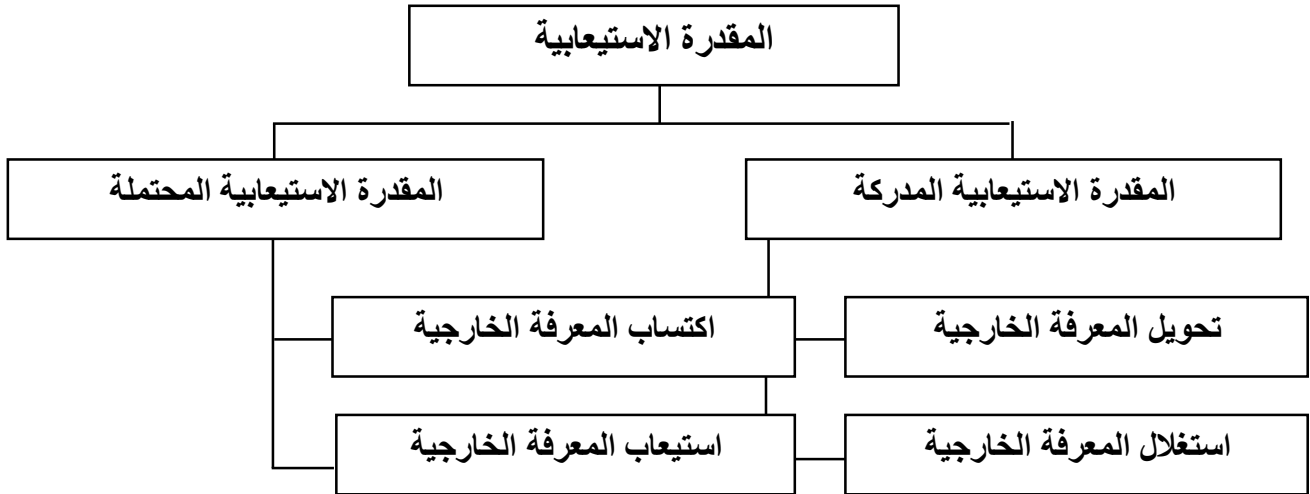 المقدرة الاستيعابية
المقدرة الاستيعابية المدركة
المقدرة الاستيعابية المحتملة
تحويل المعرفة الخارجية
اكتساب المعرفة الخارجية
استغلال المعرفة الخارجية
استيعاب المعرفة الخارجية